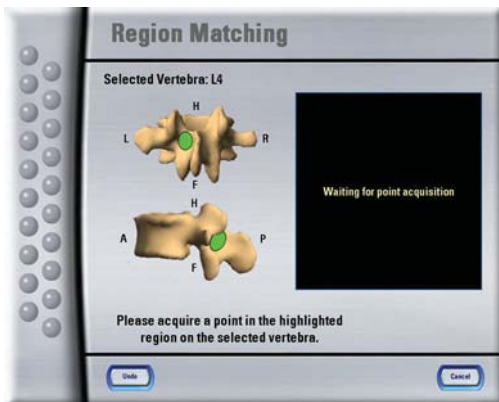 Region Matching
Selected Vertebra: L4
H
L
R
F
H
A
P
F
Waiting for point acquisition
Please acquire a point in the highlighted
region on the selected vertebra.
Undo
Cancel